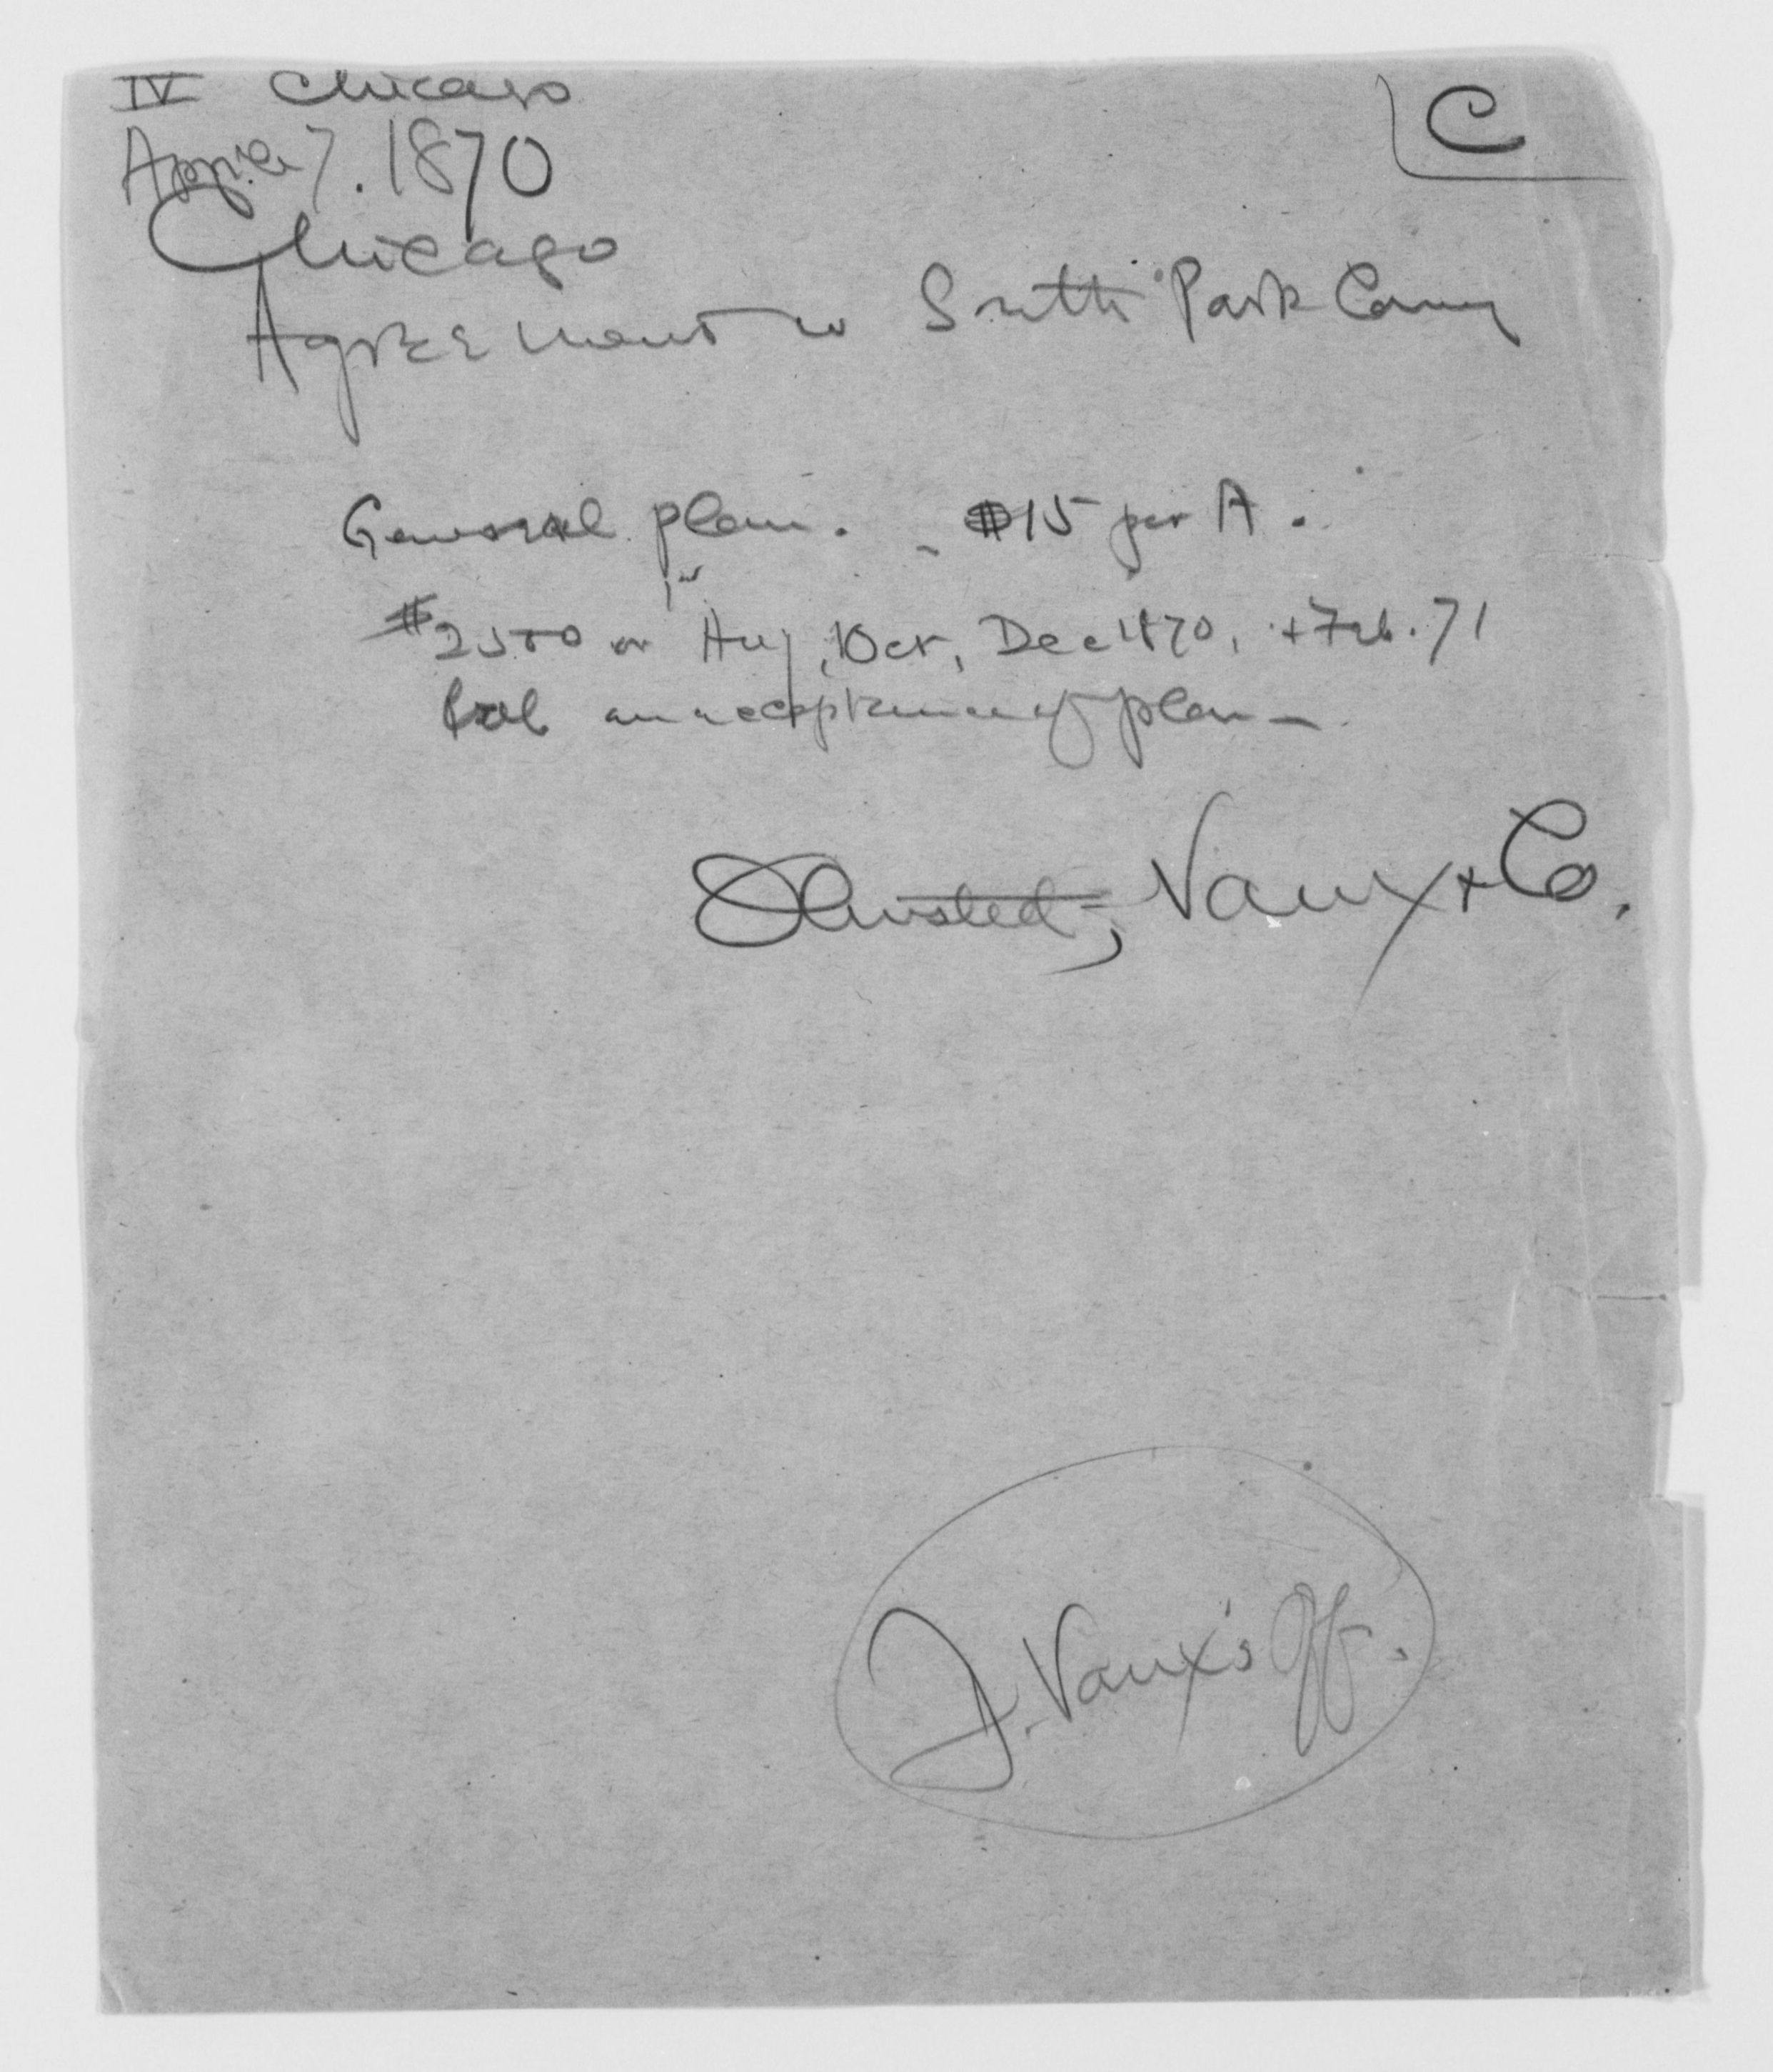 IV Chicago
C
April 7. 1870
Chicago
Agreement w South Park Comn
General plan. - $15 per A.
$2500 in Aug, Oct, Dec 1870, + Feb. 71
bal on acceptance of plan -
Olmsted, Vaux + Co.
Vaux's Off.